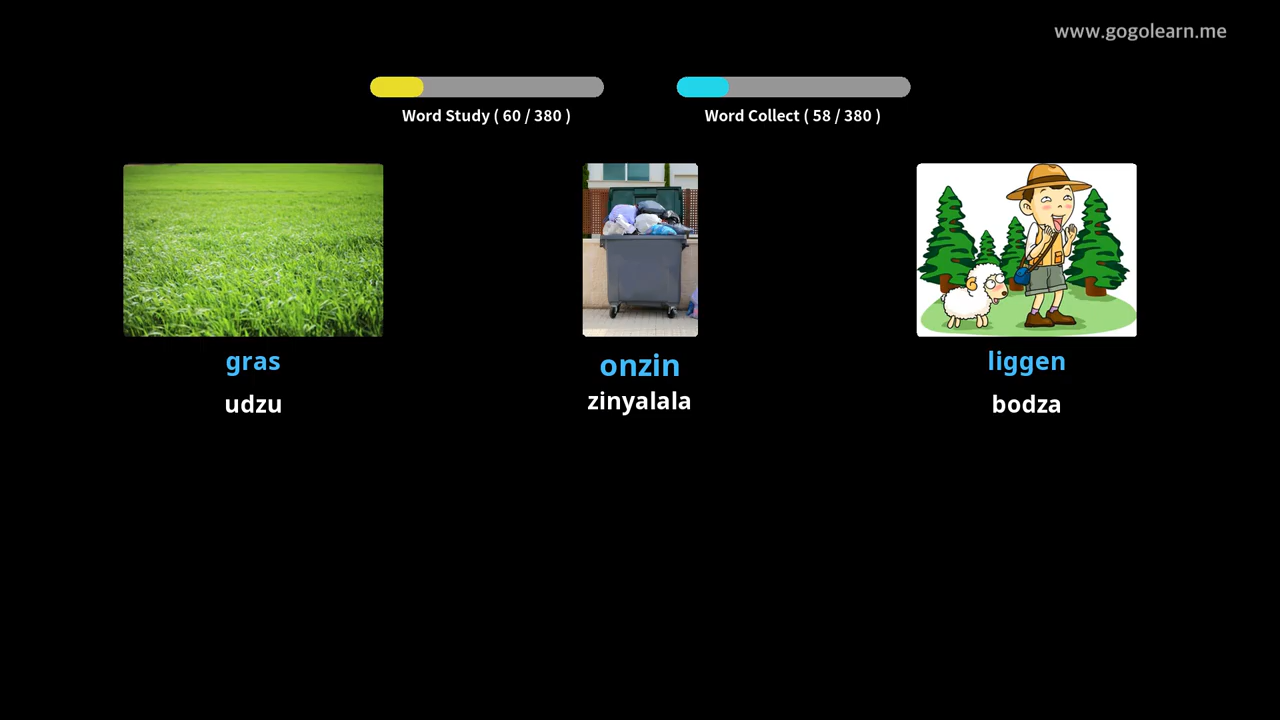 www.gogolearn.me
Word Study ( 60 / 380 )
Word Collect ( 58 / 380 )
gras
udzu
onzin
zinyalala
liggen
bodza